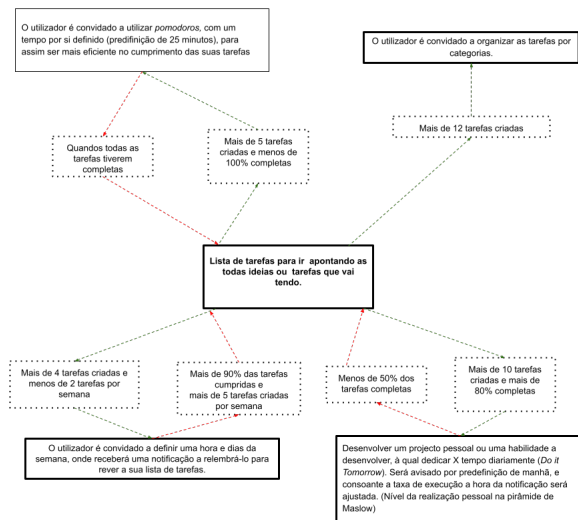 O utilizador é convidado a utilizar pomodoros, com um
tempo por si definido (predifinição de 25 minutos), para
assim ser mais eficiente no cumprimento das suas tarefas
O utilizador é convidado a organizar as tarefas por
categorias.
Quandos todas as
tarefas tiverem
completas
Mais de 5 tarefas
criadas e menos de
100% completas
Mais de 12 tarefas criadas
Lista de tarefas para ir apontando as
todas ideias ou tarefas que vai
tendo.
Mais de 4 tarefas criadas e
menos de 2 tarefas por
semana
Mais de 90% das tarefas
cumpridas e
mais de 5 tarefas criadas
por semana
Menos de 50% dos
tarefas completas
Mais de 10 tarefas
criadas e mais de
80% completas
O utilizador é convidado a definir uma hora e dias da
semana, onde receberá uma notificação a relembrá-lo para
rever a sua lista de tarefas.
Desenvolver um projecto pessoal ou uma habilidade a
desenvolver, à qual dedicar X tempo diariamente (Do it
Tomorrow). Será avisado por predefinição de manhã, e
consoante a taxa de execução a hora da notificação será
ajustada. (Nível da realização pessoal na pirâmide de
Maslow)